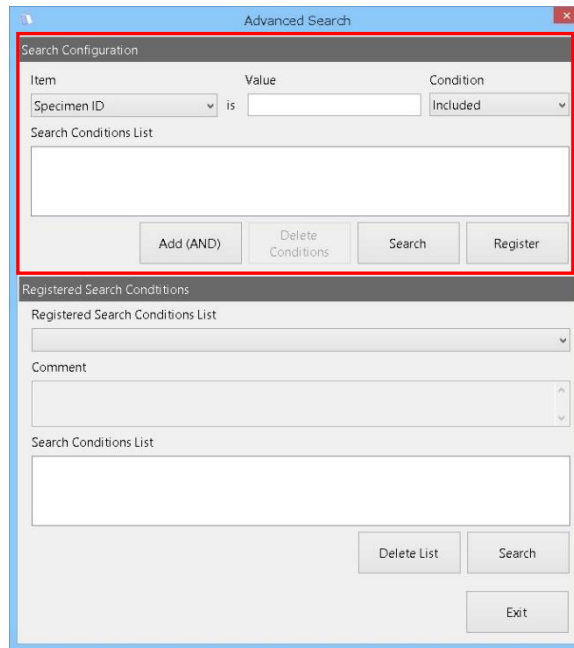 Advanced Search
Search Configuration
Item Value Condition
Specimen ID is Included
Search Conditions List
Add (AND) Delete Conditions Search Register
Registered Search Condtitions
Registered Search Conditions List
Comment
Search Conditions List
Delete List Search
Exit